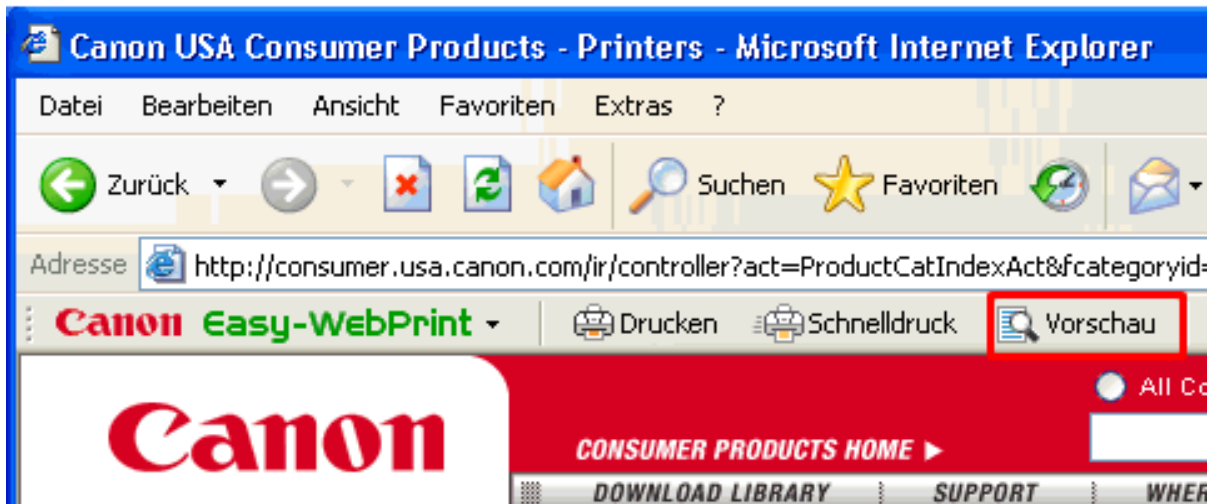 Canon USA Consumer Products - Printers - Microsoft Internet Explorer
Datei Bearbeiten Ansicht Favoriten Extras ?
Zurück Suchen Favoriten
Adresse http://consumer.usa.canon.com/ir/controller?act=ProductCatIndexAct&fcategoryid=
Canon Easy-WebPrint Drucken Schnelldruck Vorschau
All Co
Canon
CONSUMER PRODUCTS HOME
DOWNLOAD LIBRARY SUPPORT WHER